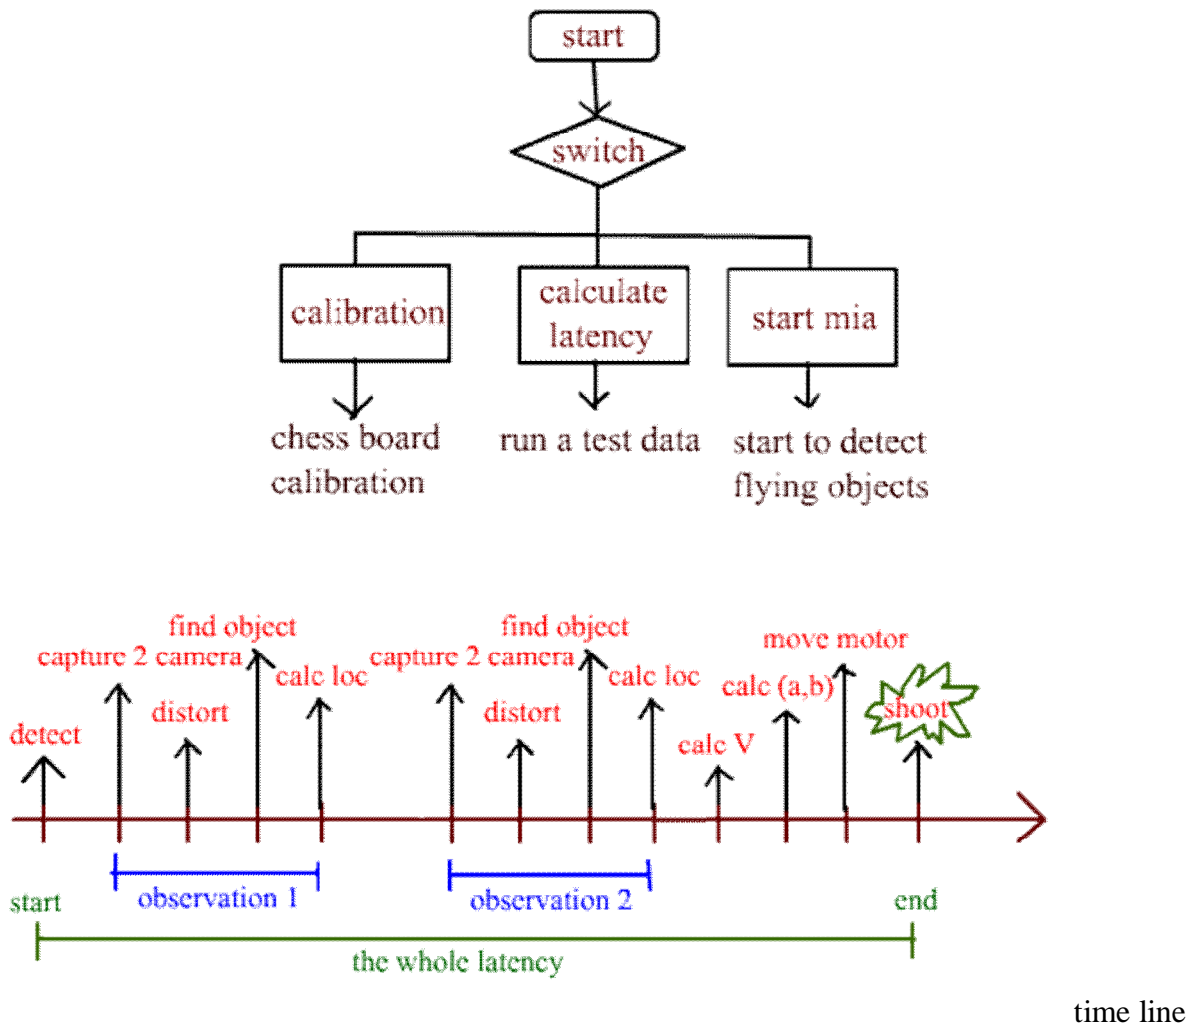 start
switch
calibration
calculate
latency
start mia
chess board
calibration
run a test data
start to detect
flying objects
detect
capture 2 camera
distort
find object
calc loc
capture 2 camera
distort
find object
calc loc
calc V
calc (a,b)
move motor
shoot
observation 1
observation 2
start
end
the whole latency
time line